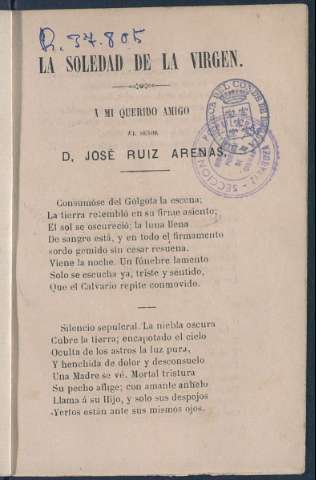 R. 37.805
LA SOLEDAD DE LA VIRGEN.
Á MI QUERIDO AMIGO
EL SEÑOR
D. JOSÉ RUIZ ARENAS.
Consumóse del Gólgota la escena;
La tierra retembló en su firme asiento;
El sol se oscureció; la luna llena
De sangre está, y en todo el firmamento
sordo gemido sin cesar resuena.
Viene la noche. Un fúnebre lamento
Solo se escucha ya, triste y sentido,
Que el Calvario repite conmovido.
Silencio sepulcral. La niebla oscura
Cubre la tierra; encapotado el cielo
Oculta de los astros la luz pura,
Y henchida de dolor y desconsuelo
Una Madre se vé. Mortal tristura
Su pecho aflige; con amante anhelo
Llama á su Hijo, y solo sus despojos
Yertos están ante sus mismos ojos.